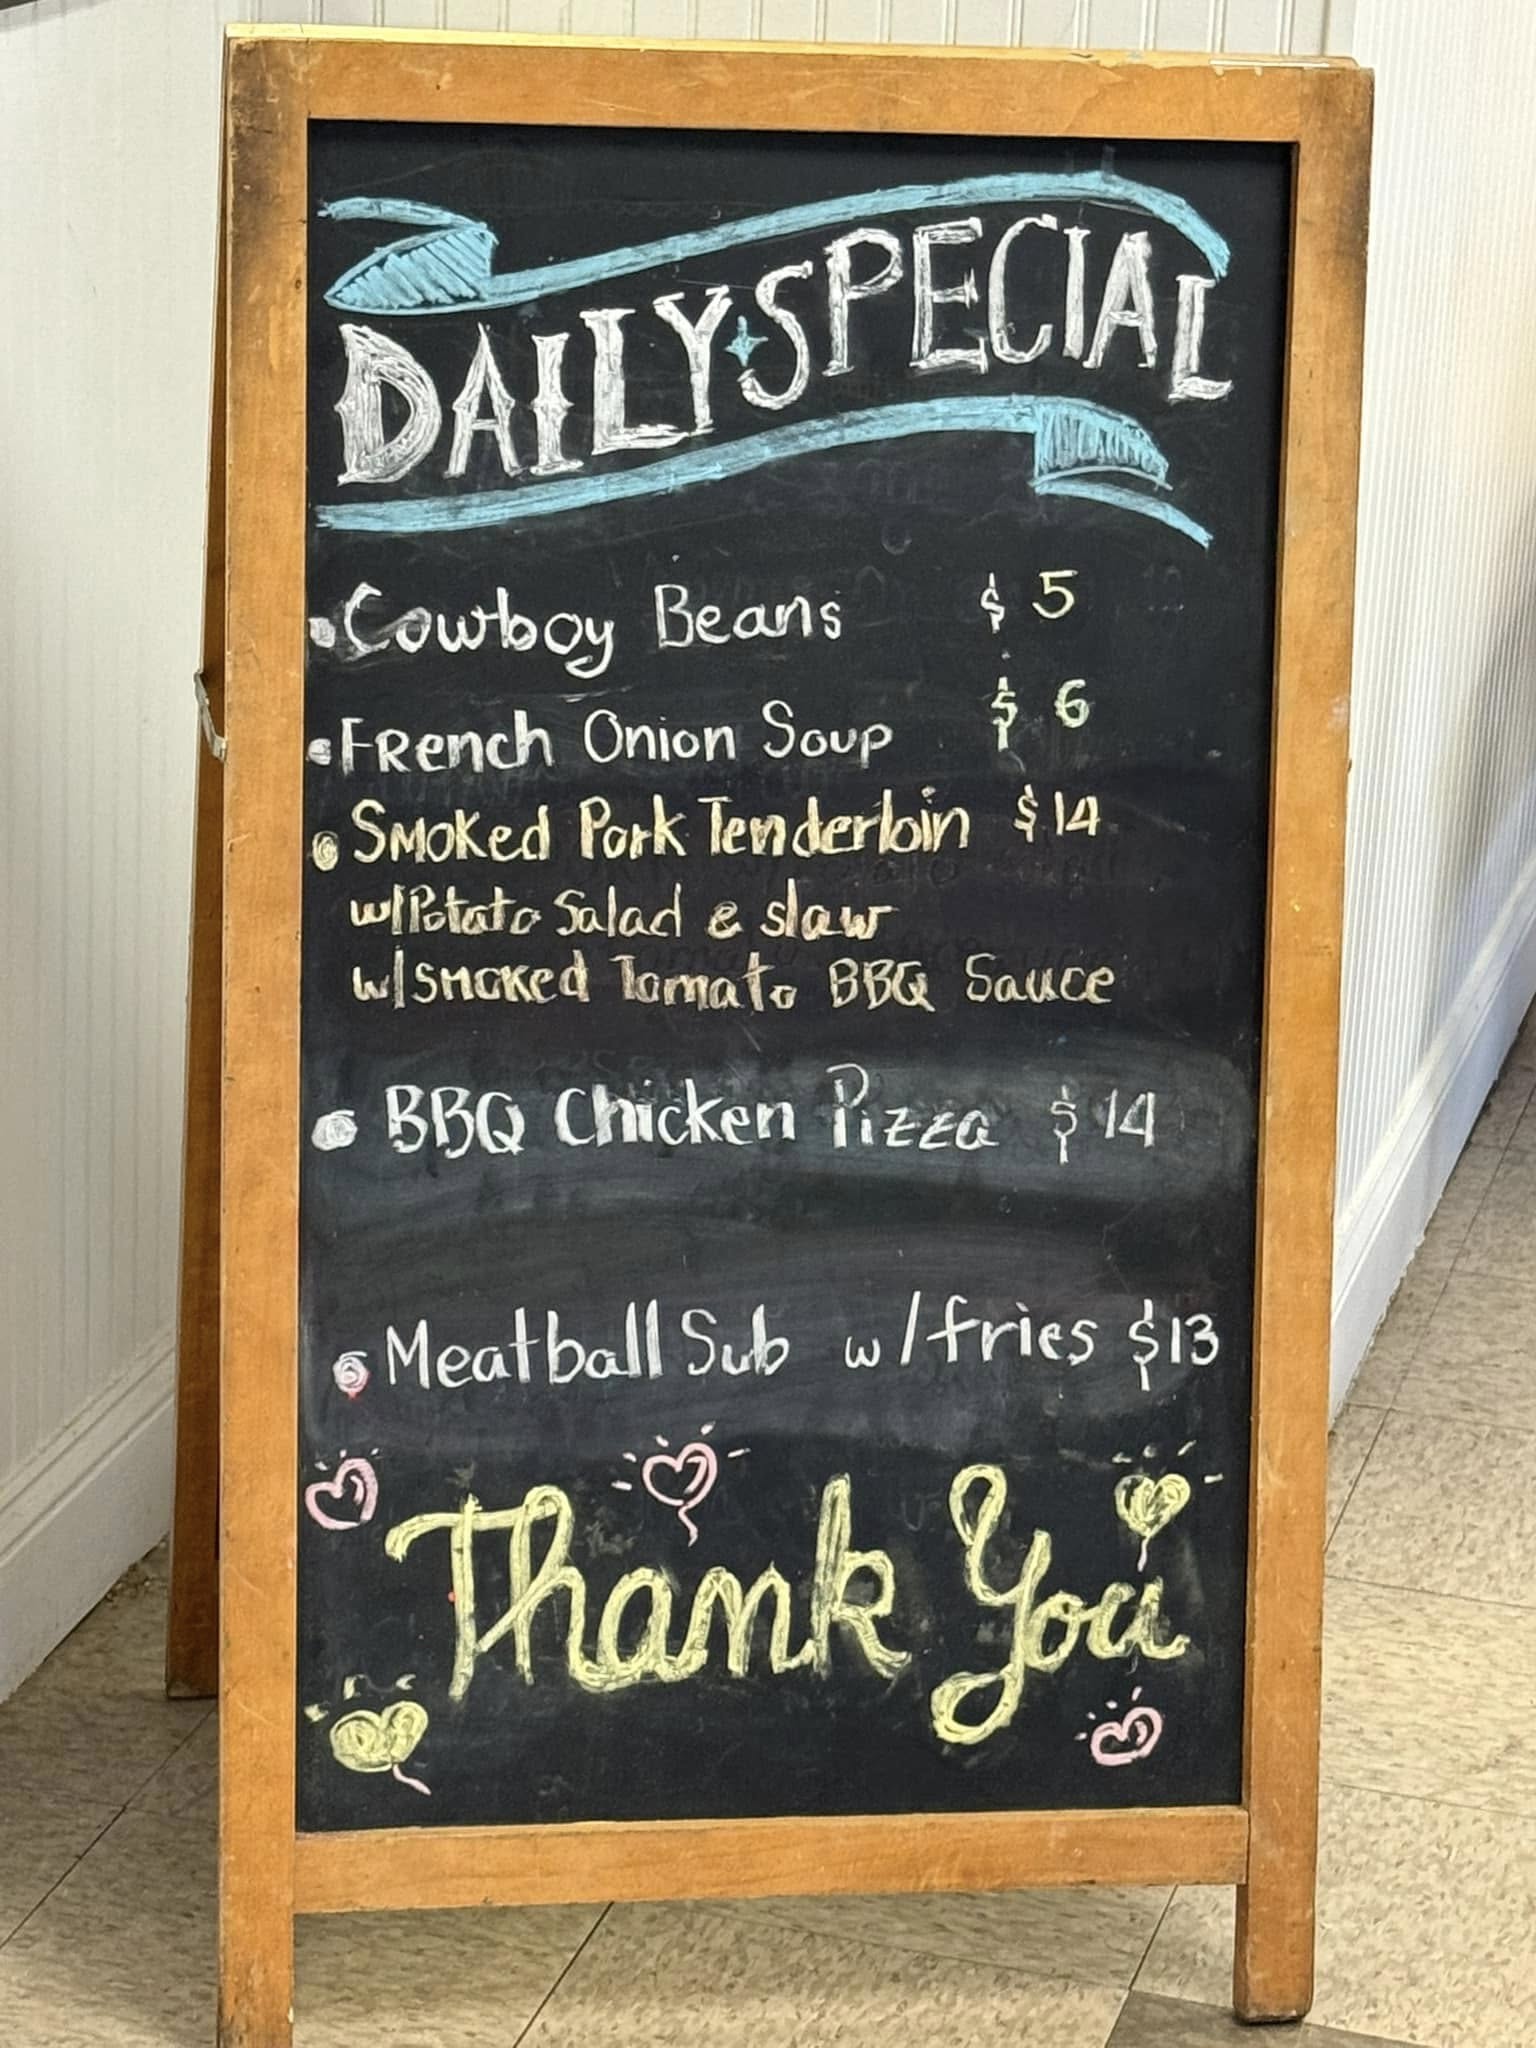 DAILY SPECIAL
• Cowboy Beans $ 5
• French Onion Soup $ 6
• Smoked Pork Tenderloin $14
w/Potato Salad & slaw
w/smoked Tomato BBQ Sauce
• BBQ Chicken Pizza $14
• Meatball Sub w/fries $13
Thank You